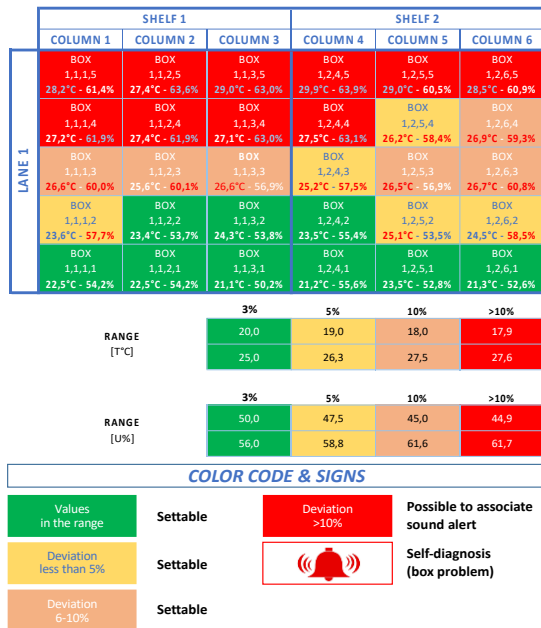 SHELF 1 SHELF 2
COLUMN 1 COLUMN 2 COLUMN 3 COLUMN 4 COLUMN 5 COLUMN 6
LANE 1
BOX BOX BOX BOX BOX BOX
1,1,1,5 1,1,2,5 1,1,3,5 1,2,4,5 1,2,5,5 1,2,6,5
28,2°C - 61,4% 27,4°C - 63,6% 29,0°C - 63,0% 29,9°C - 63,9% 29,0°C - 60,5% 28,5°C - 60,9%
BOX BOX BOX BOX BOX BOX
1,1,1,4 1,1,2,4 1,1,3,4 1,2,4,4 1,2,5,4 1,2,6,4
27,2°C - 61,9% 27,4°C - 61,9% 27,1°C - 63,0% 27,5°C - 63,1% 26,2°C - 58,4% 26,9°C - 59,3%
BOX BOX BOX BOX BOX BOX
1,1,1,3 1,1,2,3 1,1,3,3 1,2,4,3 1,2,5,3 1,2,6,3
26,6°C - 60,0% 25,6°C - 60,1% 26,6°C - 56,9% 25,2°C - 57,5% 26,5°C - 56,9% 26,7°C - 60,8%
BOX BOX BOX BOX BOX BOX
1,1,1,2 1,1,2,2 1,1,3,2 1,2,4,2 1,2,5,2 1,2,6,2
23,6°C - 57,7% 23,4°C - 53,7% 24,3°C - 53,8% 23,5°C - 55,4% 25,1°C - 53,5% 24,5°C - 58,5%
BOX BOX BOX BOX BOX BOX
1,1,1,1 1,1,2,1 1,1,3,1 1,2,4,1 1,2,5,1 1,2,6,1
22,5°C - 54,2% 22,5°C - 54,2% 21,1°C - 50,2% 21,2°C - 55,6% 23,5°C - 52,8% 21,3°C - 52,6%
3% 5% 10% >10%
RANGE
[T°C]
20,0 19,0 18,0 17,9
25,0 26,3 27,5 27,6
3% 5% 10% >10%
RANGE
[U%]
50,0 47,5 45,0 44,9
56,0 58,8 61,6 61,7
COLOR CODE & SIGNS
Values
in the range
Settable
Deviation
>10%
Possible to associate
sound alert
Deviation
less than 5%
Settable
Self-diagnosis
(box problem)
Deviation
6-10%
Settable